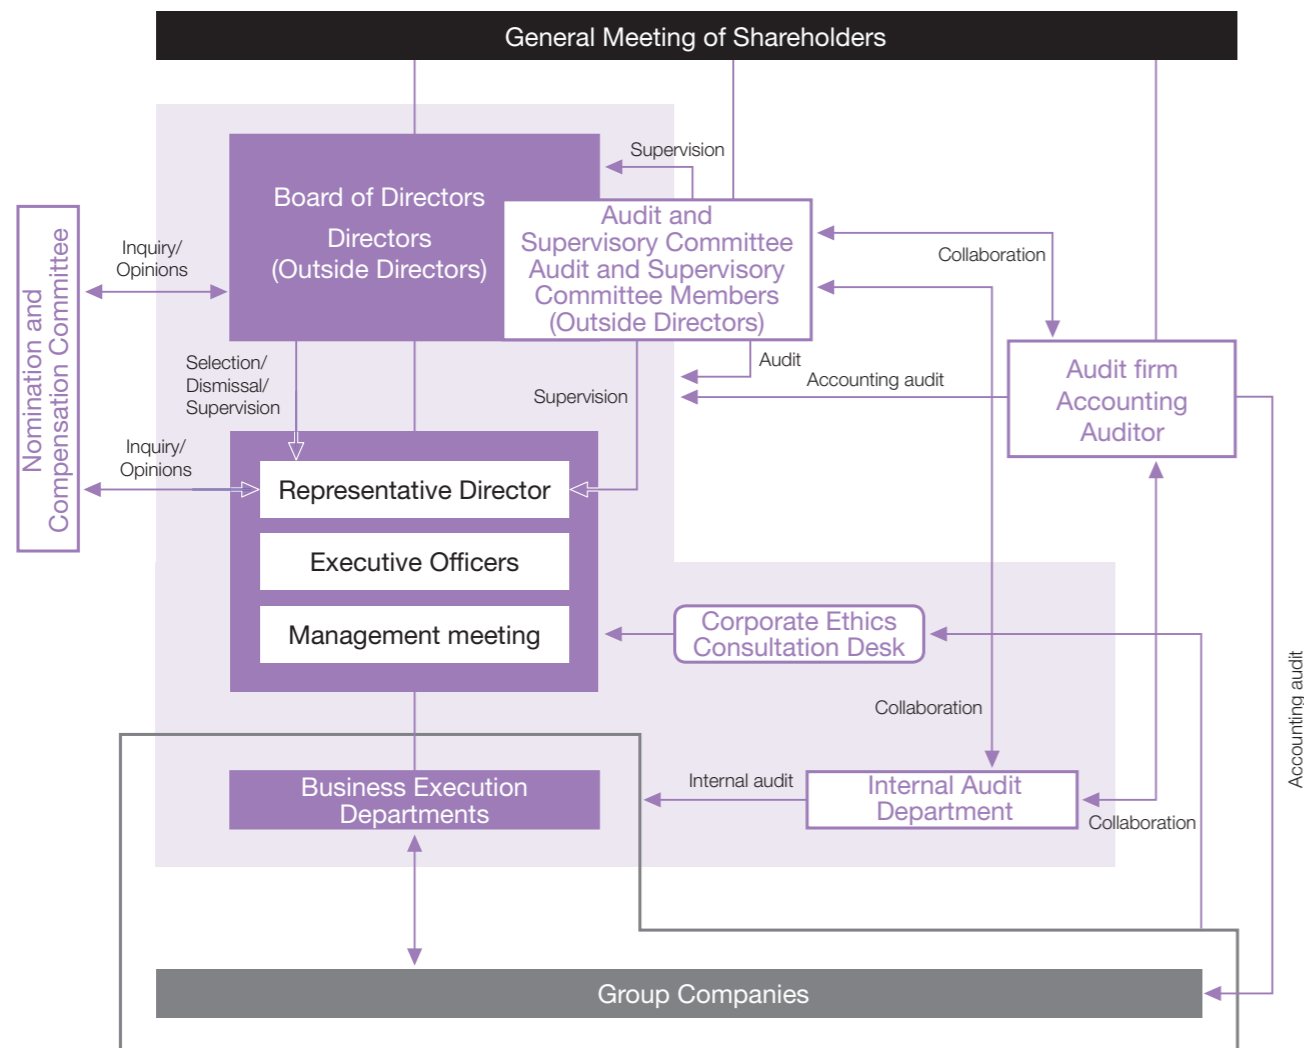 General Meeting of Shareholders
Supervision
Board of Directors
Directors
(Outside Directors)
Audit and
Supervisory Committee
Audit and Supervisory
Committee Members
(Outside Directors)
Nomination and
Compensation Committee
Inquiry/
Opinions
Collaboration
Selection/
Dismissal/
Supervision
Supervision
Audit
Accounting audit
Audit firm
Accounting
Auditor
Inquiry/
Opinions
Representative Director
Executive Officers
Management meeting
Corporate Ethics
Consultation Desk
Collaboration
Accounting audit
Business Execution
Departments
Internal audit
Internal Audit
Department
Collaboration
Group Companies